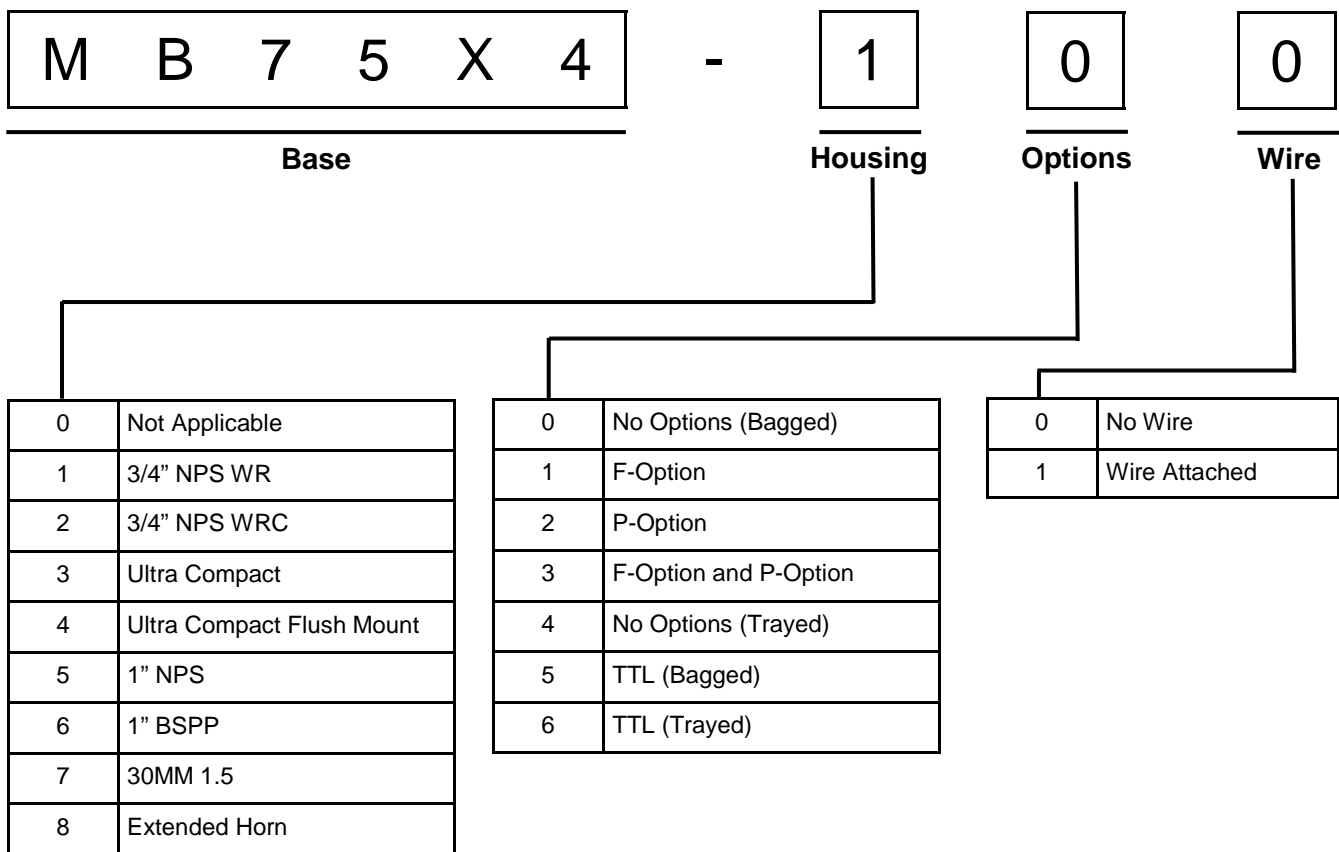 M B 7 5 X 4 - 1 0 0
Base Housing Options Wire
0 Not Applicable
1 3/4” NPS WR
2 3/4” NPS WRC
3 Ultra Compact
4 Ultra Compact Flush Mount
5 1” NPS
6 1” BSPP
7 30MM 1.5
8 Extended Horn
0 No Options (Bagged)
1 F-Option
2 P-Option
3 F-Option and P-Option
4 No Options (Trayed)
5 TTL (Bagged)
6 TTL (Trayed)
0 No Wire
1 Wire Attached